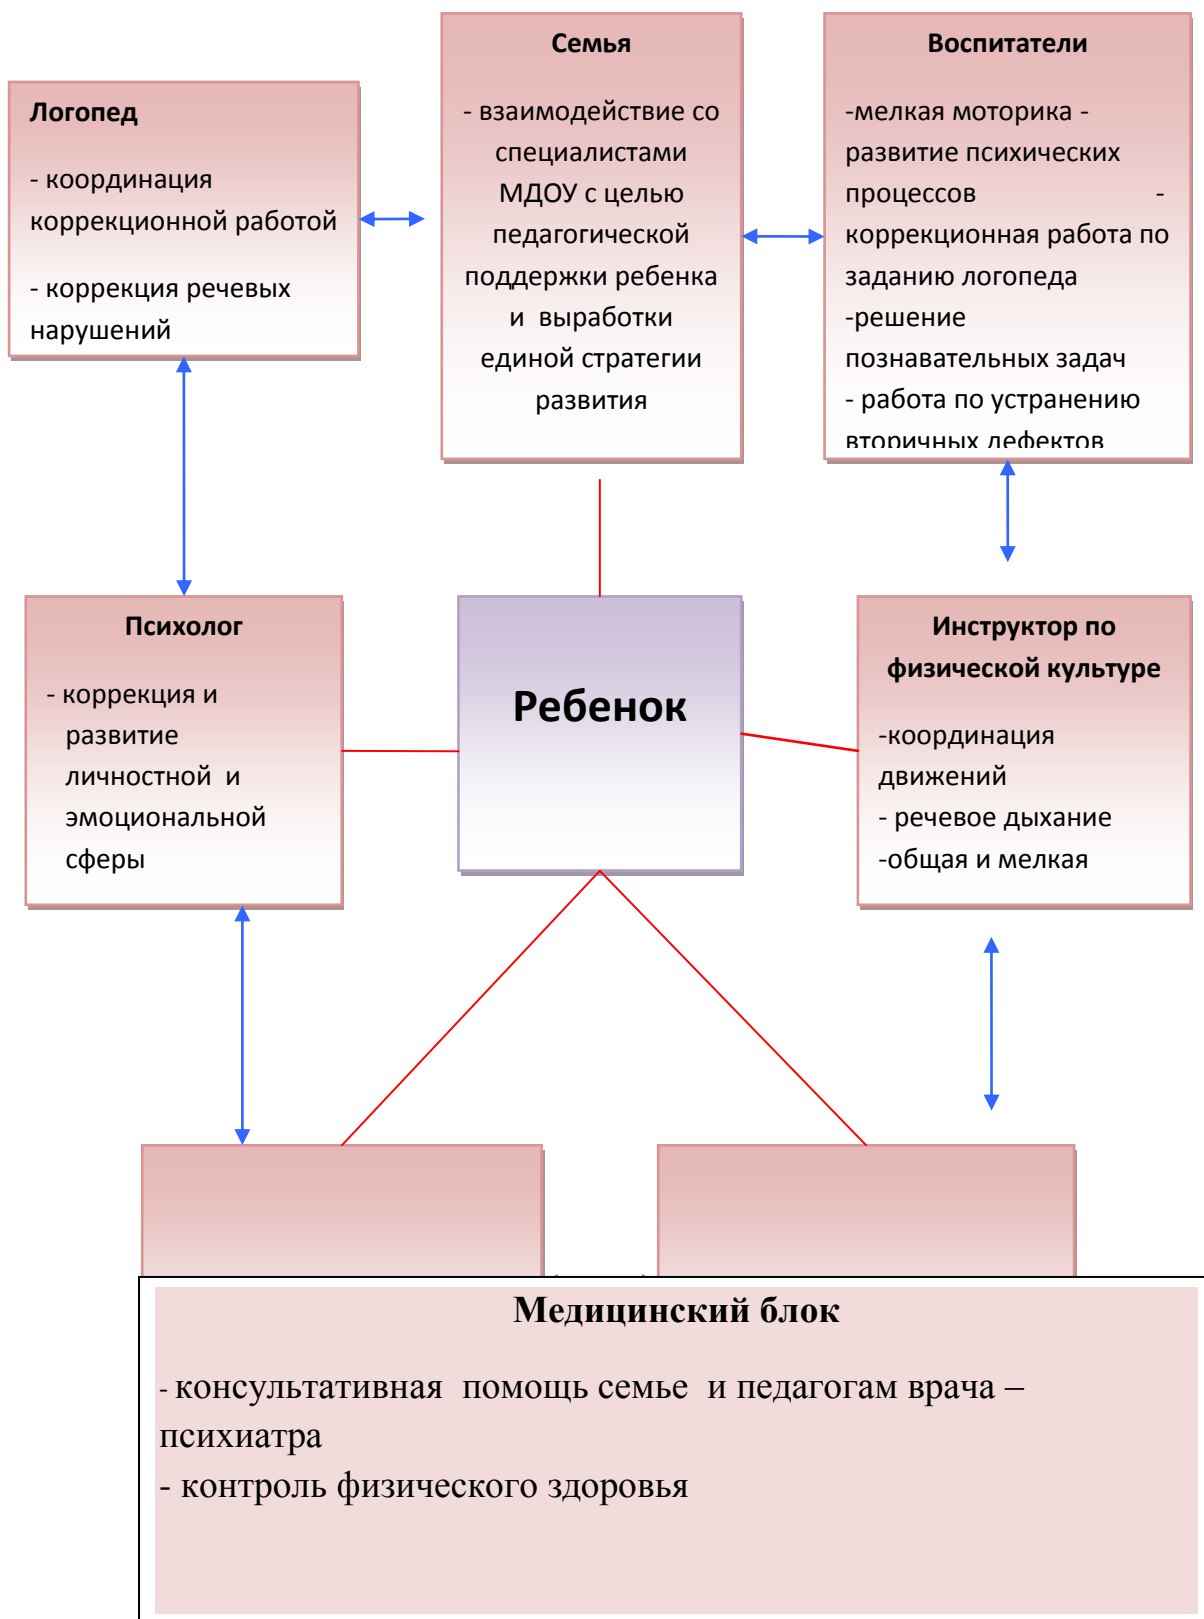 Логопед
- координация
коррекционной работой
- коррекция речевых
нарушений
Семья
- взаимодействие со
специалистами
МДОУ с целью
педагогической
поддержки ребенка
и выработки
единой стратегии
развития
Воспитатели
-мелкая моторика -
развитие психических
процессов -
коррекционная работа по
заданию логопеда
-решение
познавательных задач
- работа по устранению
вторичных дефектов
Психолог
- коррекция и
развитие
личностной и
эмоциональной
сферы
Ребенок
Инструктор по
физической культуре
-координация
движений
- речевое дыхание
-общая и мелкая
Медицинский блок
- консультативная помощь семье и педагогам врача –
психиатра
- контроль физического здоровья